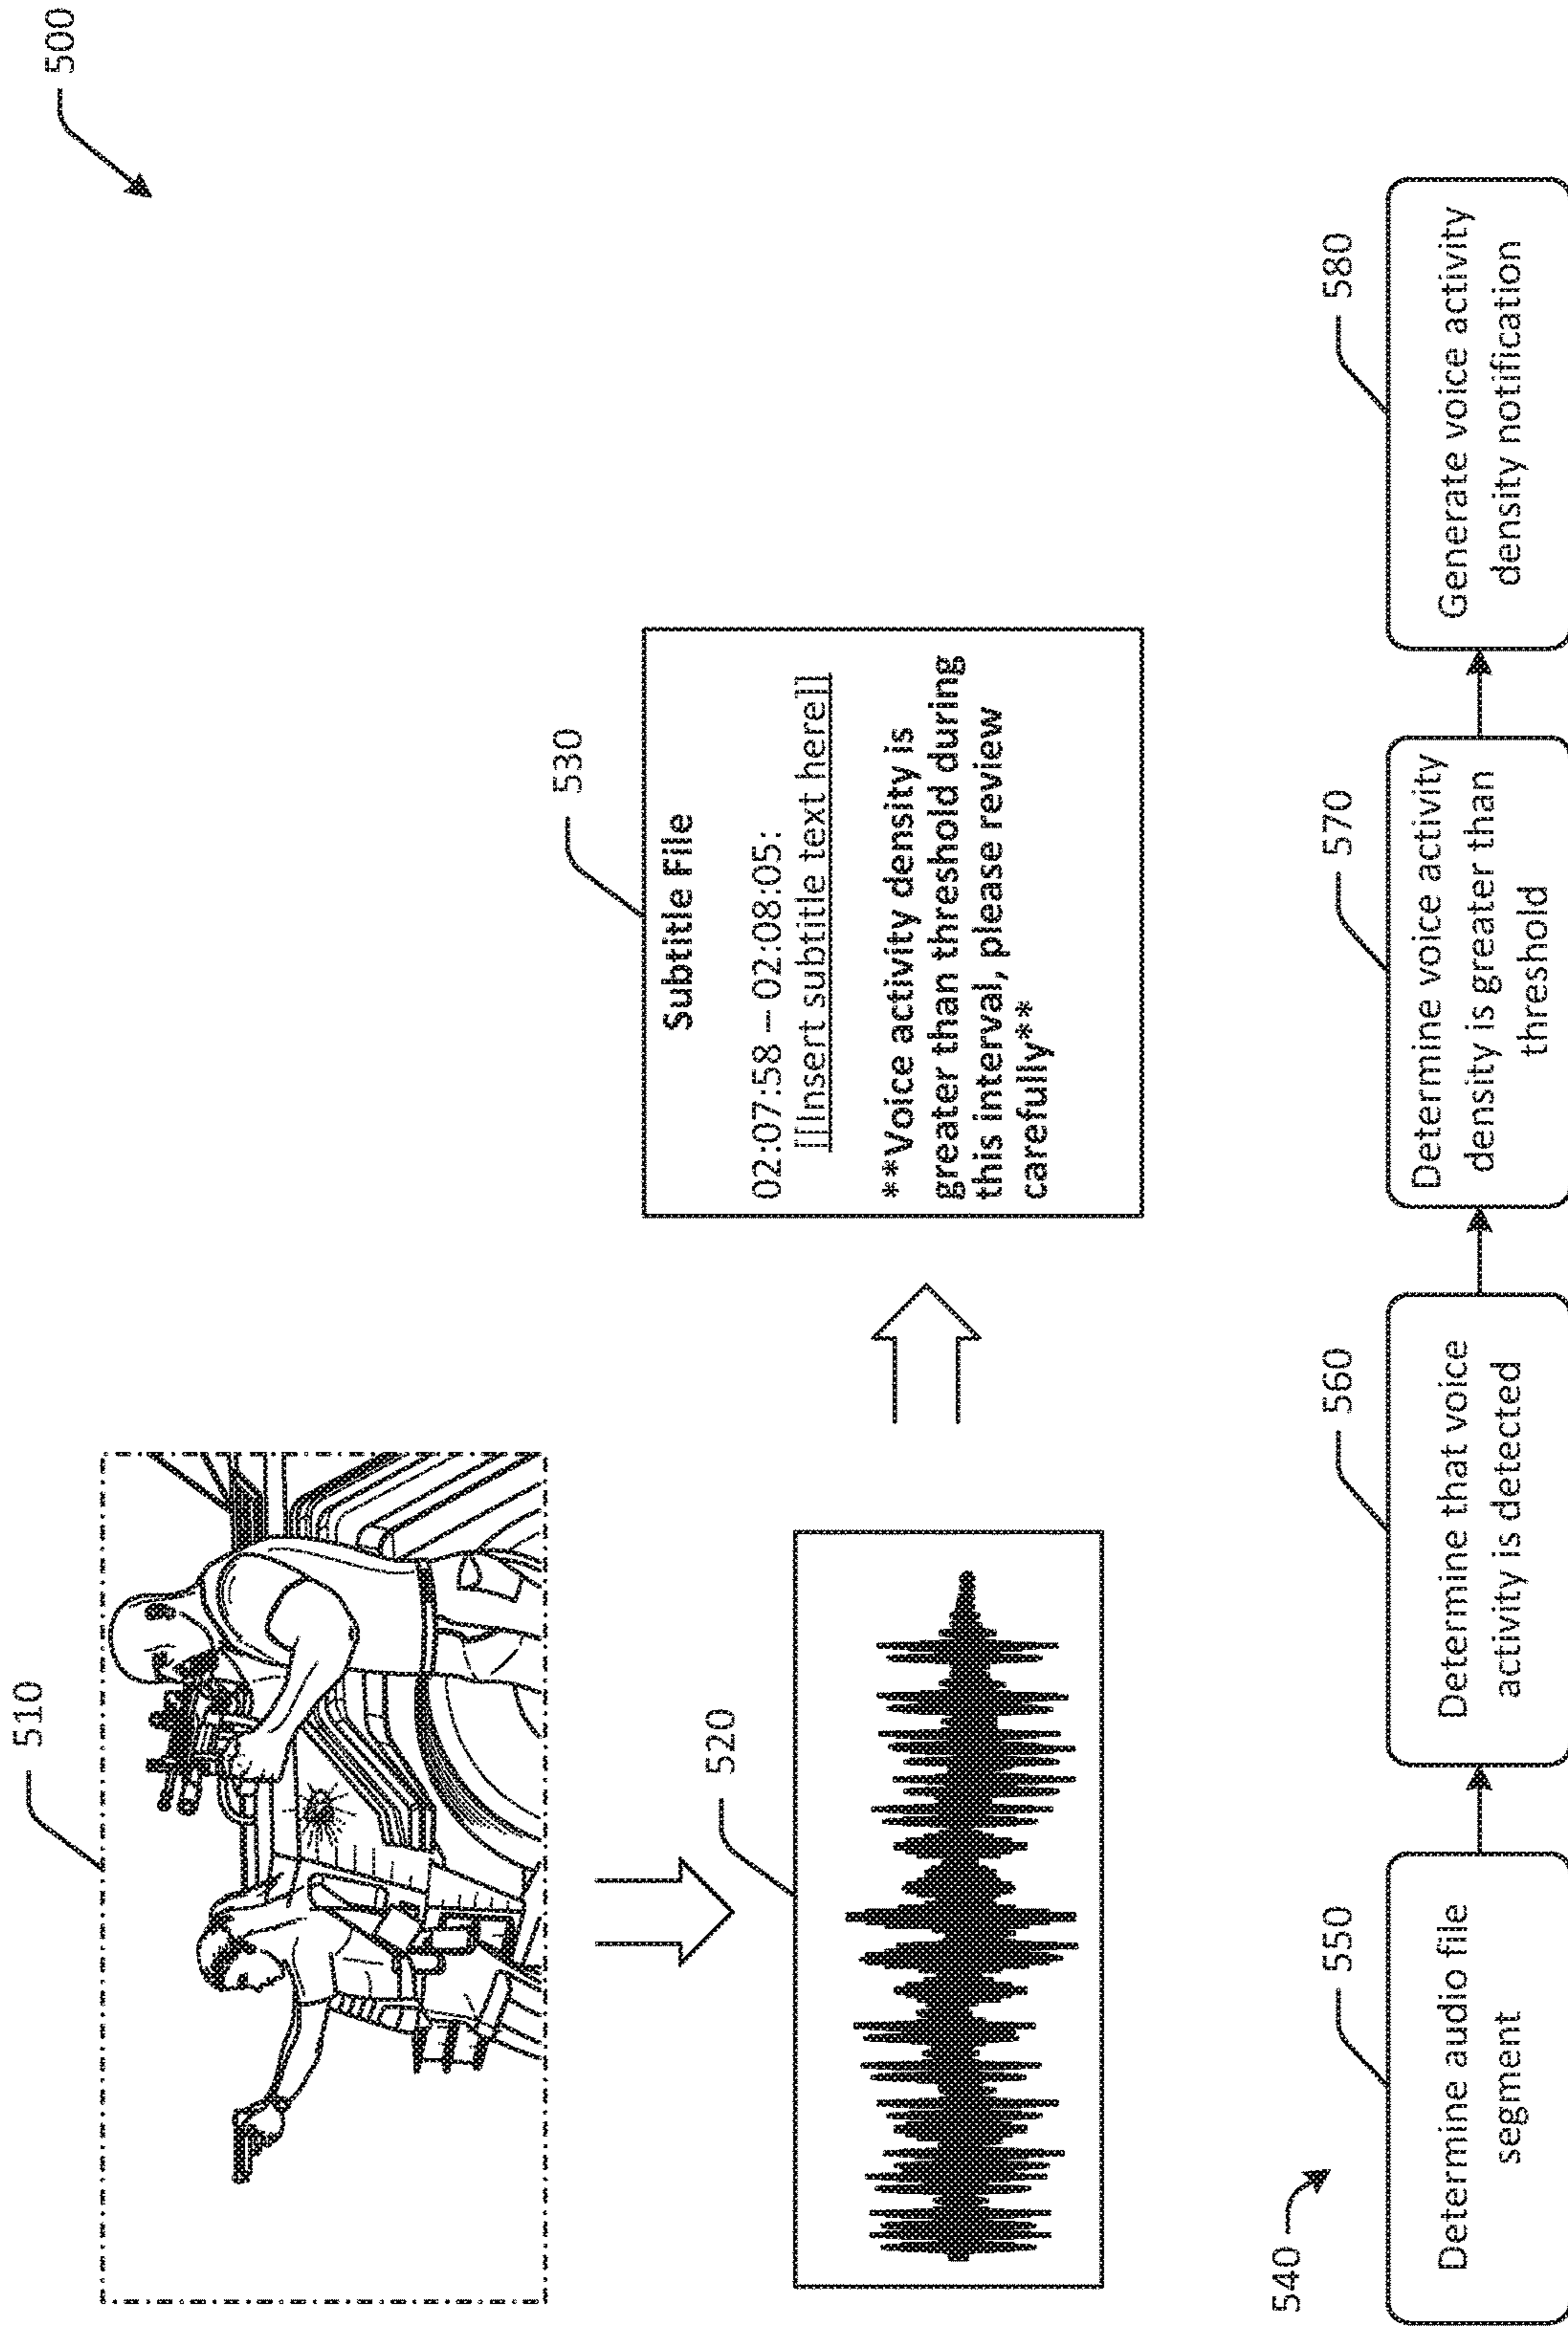 500
510
520
530
Subtitle File
02:07:58 – 02:08:05:
[[Insert subtitle text here]]
**Voice activity density is
greater than threshold during
this interval, please review
carefully**
540
550
Determine audio file
segment
560
Determine that voice
activity is detected
570
Determine voice activity
density is greater than
threshold
580
Generate voice activity
density notification